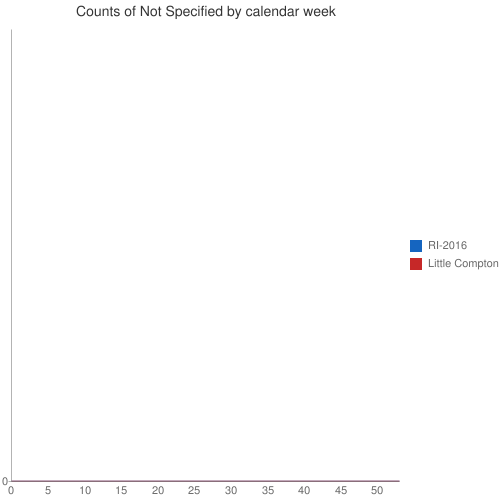 Counts of Not Specified by calendar week
RI-2016
Little Compton
0
0 5 10 15 20 25 30 35 40 45 50